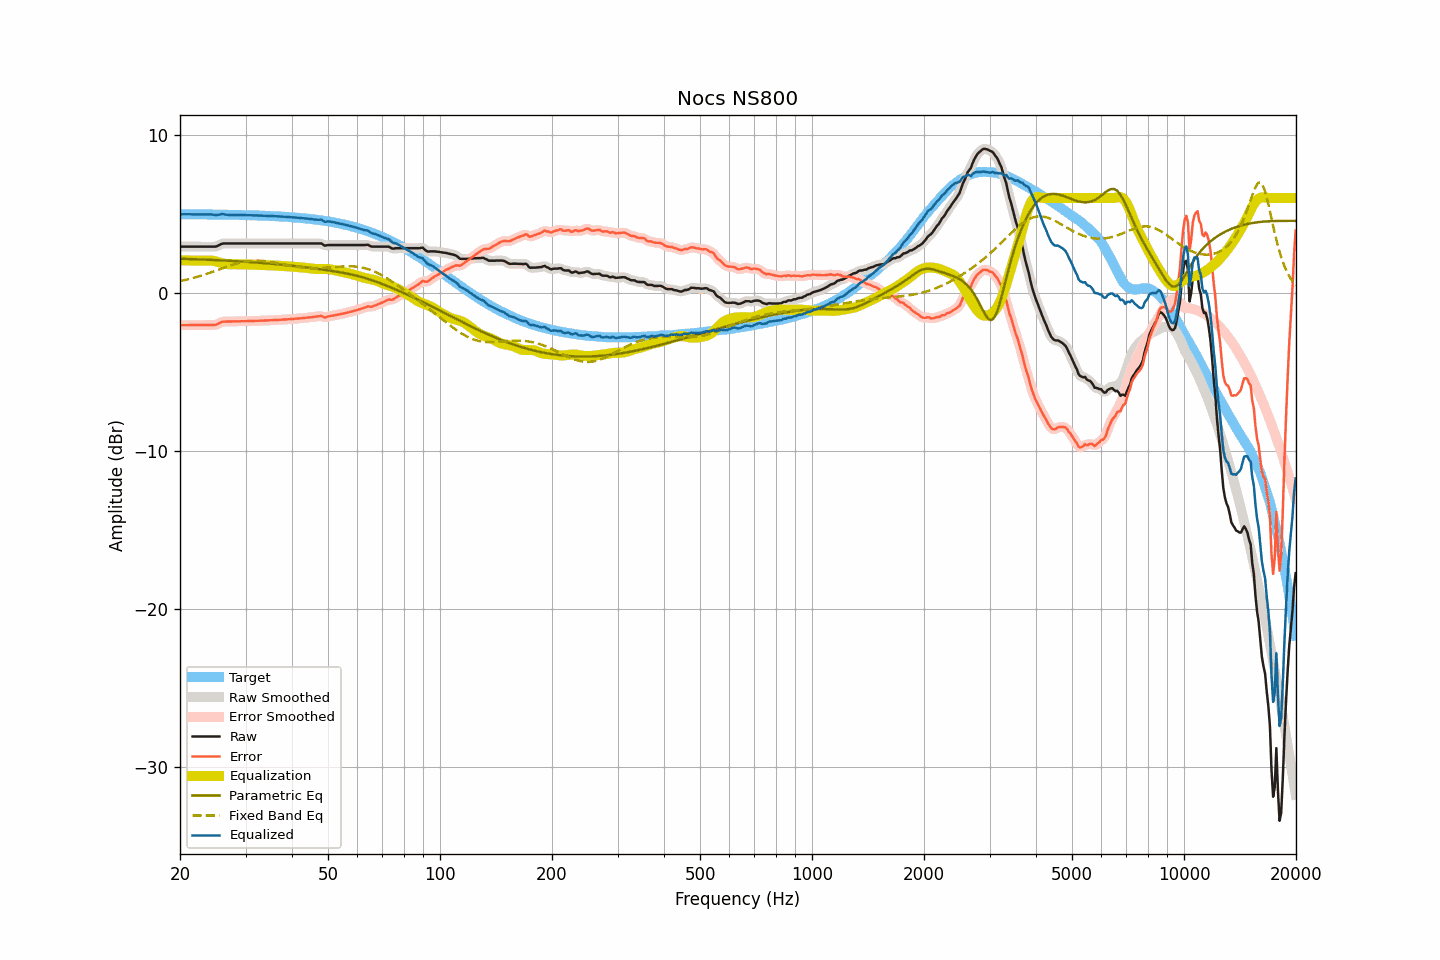 Nocs NS800
10
0
−10
−20
−30
Amplitude (dBr)
Target
Raw Smoothed
Error Smoothed
Raw
Error
Equalization
Parametric Eq
Fixed Band Eq
Equalized
20 50 100 200 500 1000 2000 5000 10000 20000
Frequency (Hz)